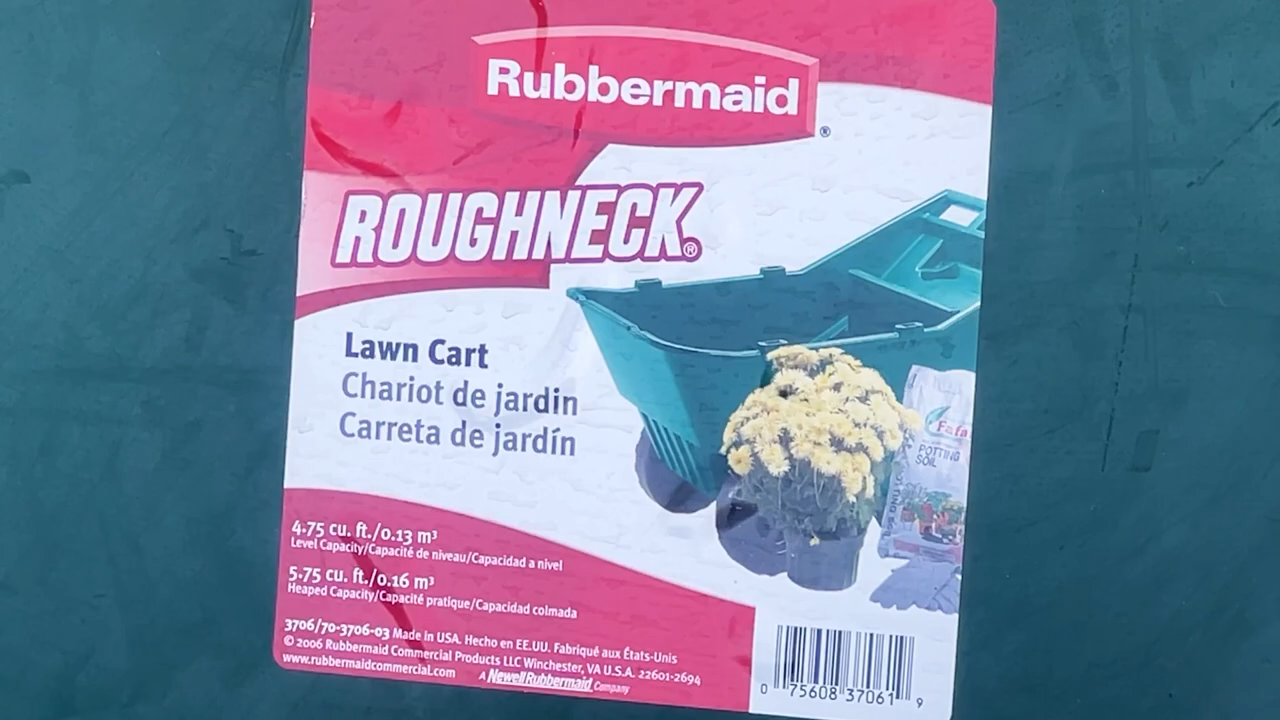 Rubbermaid®
ROUGHNECK®
Lawn Cart
Chariot de jardin
Carreta de jardín
POTTING
SOIL
4.75 cu. ft./0.13 m³
Level Capacity/Capacité de niveau/Capacidad a nivel
5.75 cu. ft./0.16 m³
Heaped Capacity/Capacité pratique/Capacidad colmada
3706/70-3706-03 Made in USA. Hecho en EE.UU. Fabriqué aux États-Unis
© 2006 Rubbermaid Commercial Products LLC Winchester, VA U.S.A. 22601-2694
www.rubbermaidcommercial.com A NewellRubbermaid Company
0 75608 37061 9